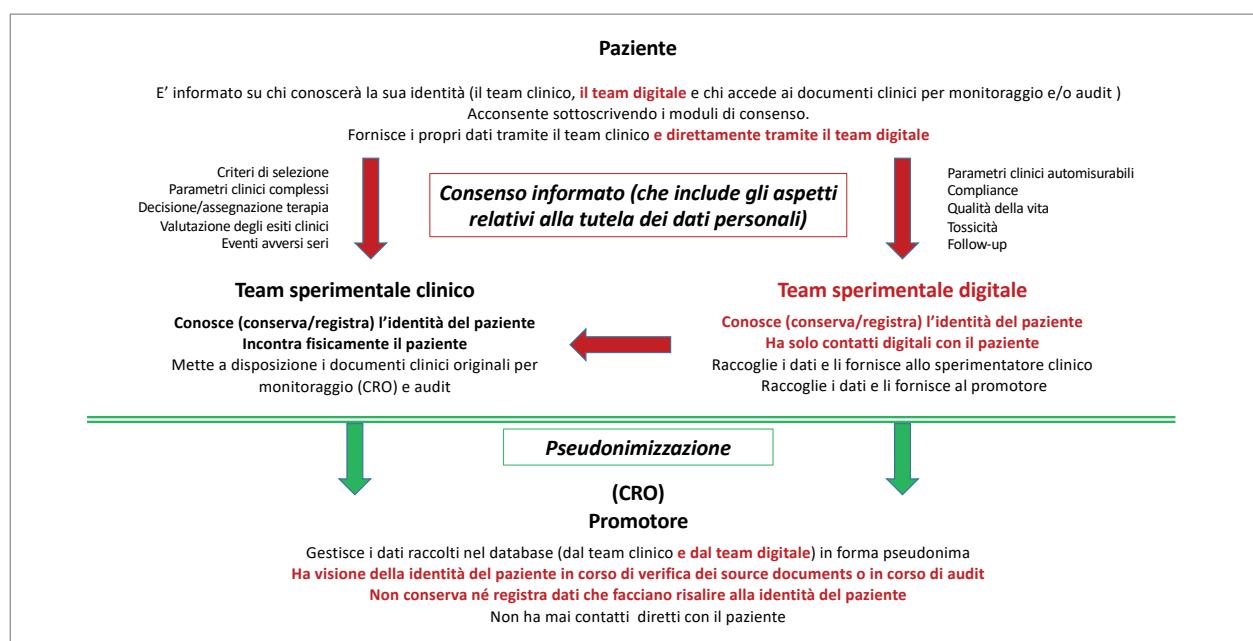 Paziente
E' informato su chi conoscerà la sua identità (il team clinico, il team digitale e chi accede ai documenti clinici per monitoraggio e/o audit )
Acconsente sottoscrivendo i moduli di consenso.
Fornisce i propri dati tramite il team clinico e direttamente tramite il team digitale
Criteri di selezione
Parametri clinici complessi
Decisione/assegnazione terapia
Valutazione degli esiti clinici
Eventi avversi seri
Consenso informato (che include gli aspetti
relativi alla tutela dei dati personali)
Parametri clinici automisurabili
Compliance
Qualità della vita
Tossicità
Follow-up
Team sperimentale clinico
Conosce (conserva/registra) l'identità del paziente
Incontra fisicamente il paziente
Mette a disposizione i documenti clinici originali per
monitoraggio (CRO) e audit
Team sperimentale digitale
Conosce (conserva/registra) l'identità del paziente
Ha solo contatti digitali con il paziente
Raccoglie i dati e li fornisce allo sperimentatore clinico
Raccoglie i dati e li fornisce al promotore
Pseudonimizzazione
(CRO)
Promotore
Gestisce i dati raccolti nel database (dal team clinico e dal team digitale) in forma pseudonima
Ha visione della identità del paziente in corso di verifica dei source documents o in corso di audit
Non conserva né registra dati che facciano risalire alla identità del paziente
Non ha mai contatti diretti con il paziente